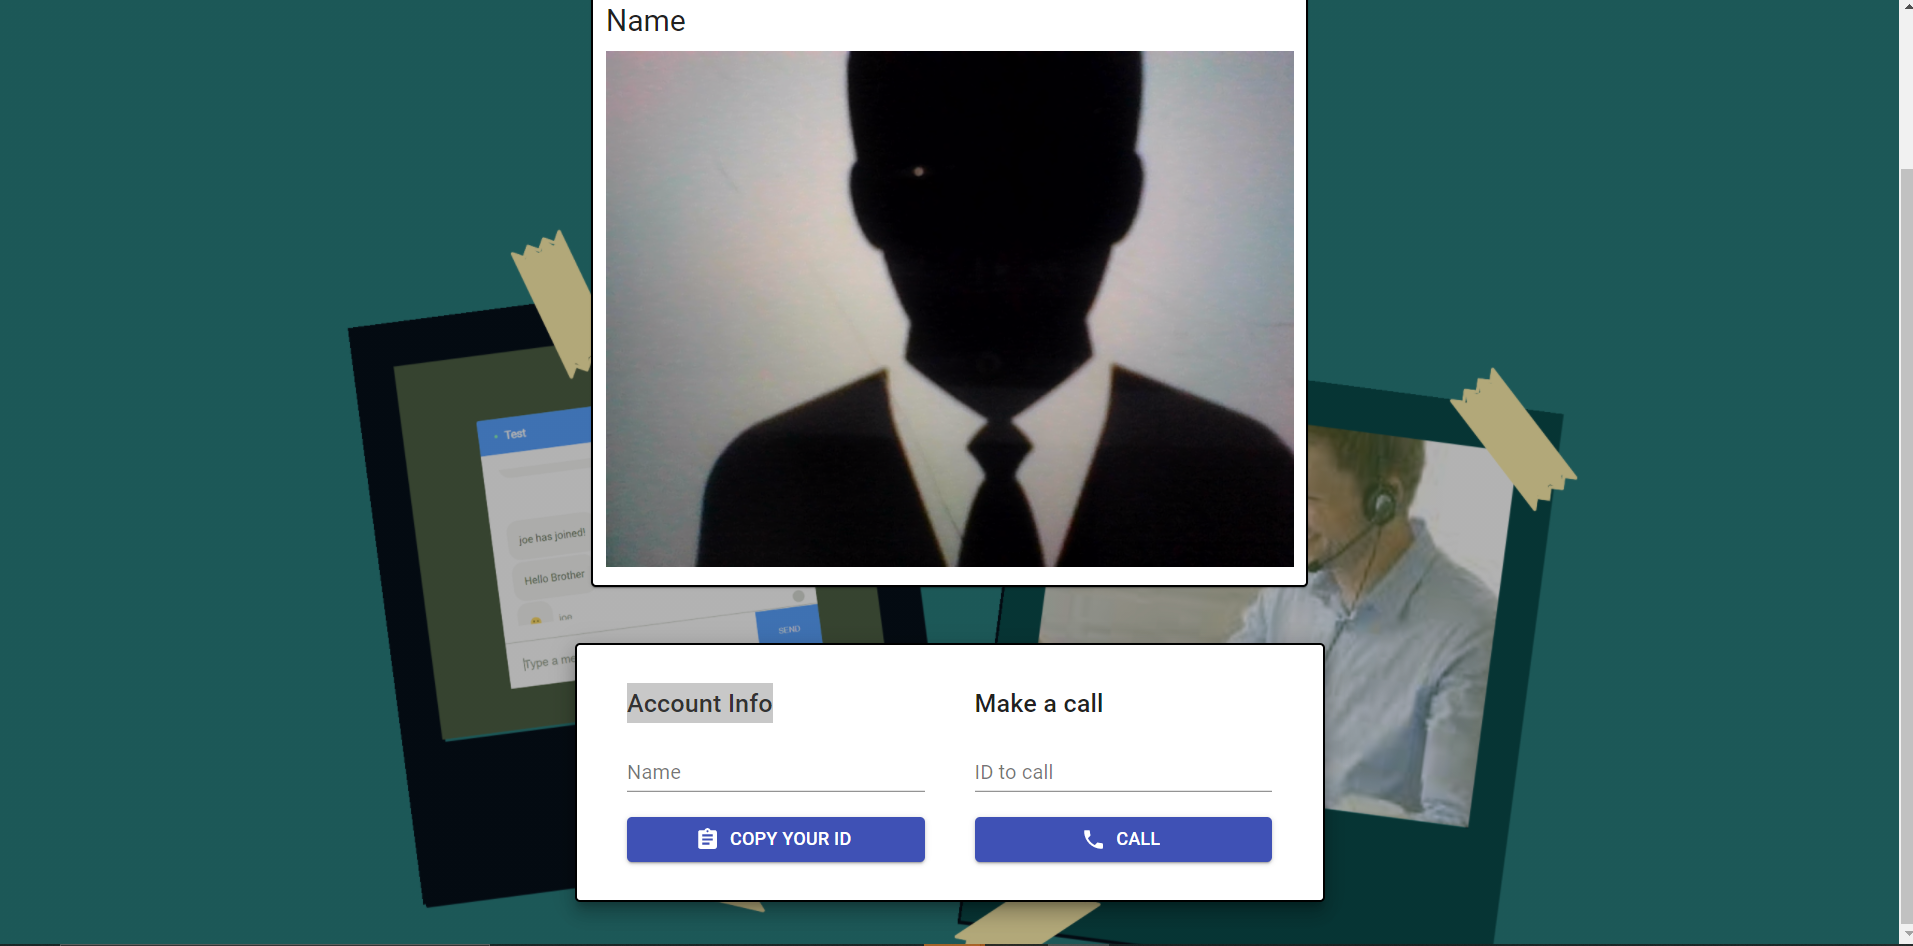 Name
Test
joe has joined!
Hello Brother
joe
SEND
Type a me
Account Info
Make a call
Name
ID to call
COPY YOUR ID
CALL